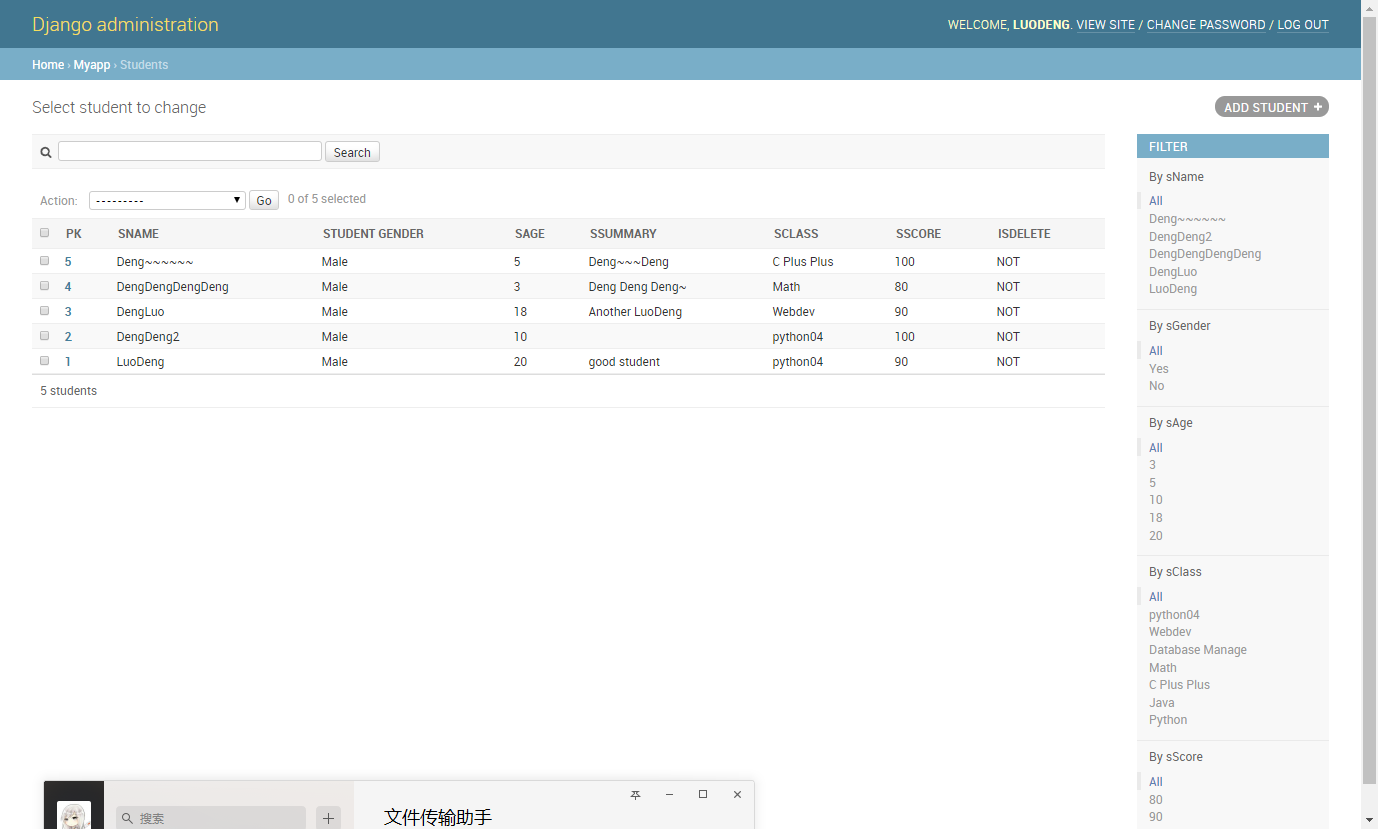 Django administration
WELCOME, LUODENG. VIEW SITE / CHANGE PASSWORD / LOG OUT
Home › Myapp › Students
Select student to change
ADD STUDENT +
Search
Action: --------- Go 0 of 5 selected
PK SNAME STUDENT GENDER SAGE SSUMMARY SCLASS SSCORE ISDELETE
5 Deng~~~~~~ Male 5 Deng~~~Deng C Plus Plus 100 NOT
4 DengDengDengDeng Male 3 Deng Deng Deng~ Math 80 NOT
3 DengLuo Male 18 Another LuoDeng Webdev 90 NOT
2 DengDeng2 Male 10 python04 100 NOT
1 LuoDeng Male 20 good student python04 90 NOT
5 students
FILTER
By sName
All
Deng~~~~~~
DengDeng2
DengDengDengDeng
DengLuo
LuoDeng
By sGender
All
Yes
No
By sAge
All
3
5
10
18
20
By sClass
All
python04
Webdev
Database Manage
Math
C Plus Plus
Java
Python
By sScore
All
80
90
搜索
文件传输助手